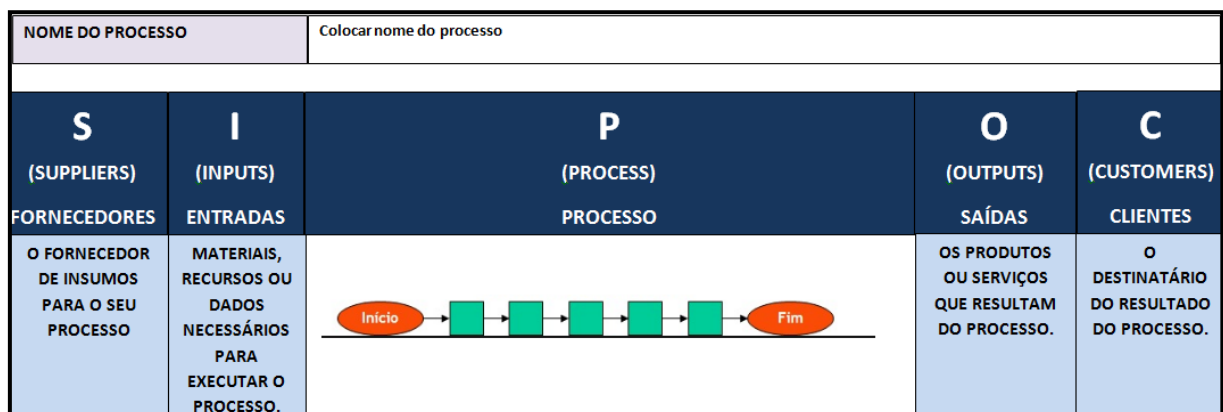 NOME DO PROCESSO
Colocar nome do processo
S
(SUPPLIERS)
FORNECEDORES
I
(INPUTS)
ENTRADAS
P
(PROCESS)
PROCESSO
O
(OUTPUTS)
SAÍDAS
C
(CUSTOMERS)
CLIENTES
O FORNECEDOR
DE INSUMOS
PARA O SEU
PROCESSO
MATERIAIS,
RECURSOS OU
DADOS
NECESSÁRIOS
PARA
EXECUTAR O
PROCESSO.
Início
Fim
OS PRODUTOS
OU SERVIÇOS
QUE RESULTAM
DO PROCESSO.
O
DESTINATÁRIO
DO RESULTADO
DO PROCESSO.